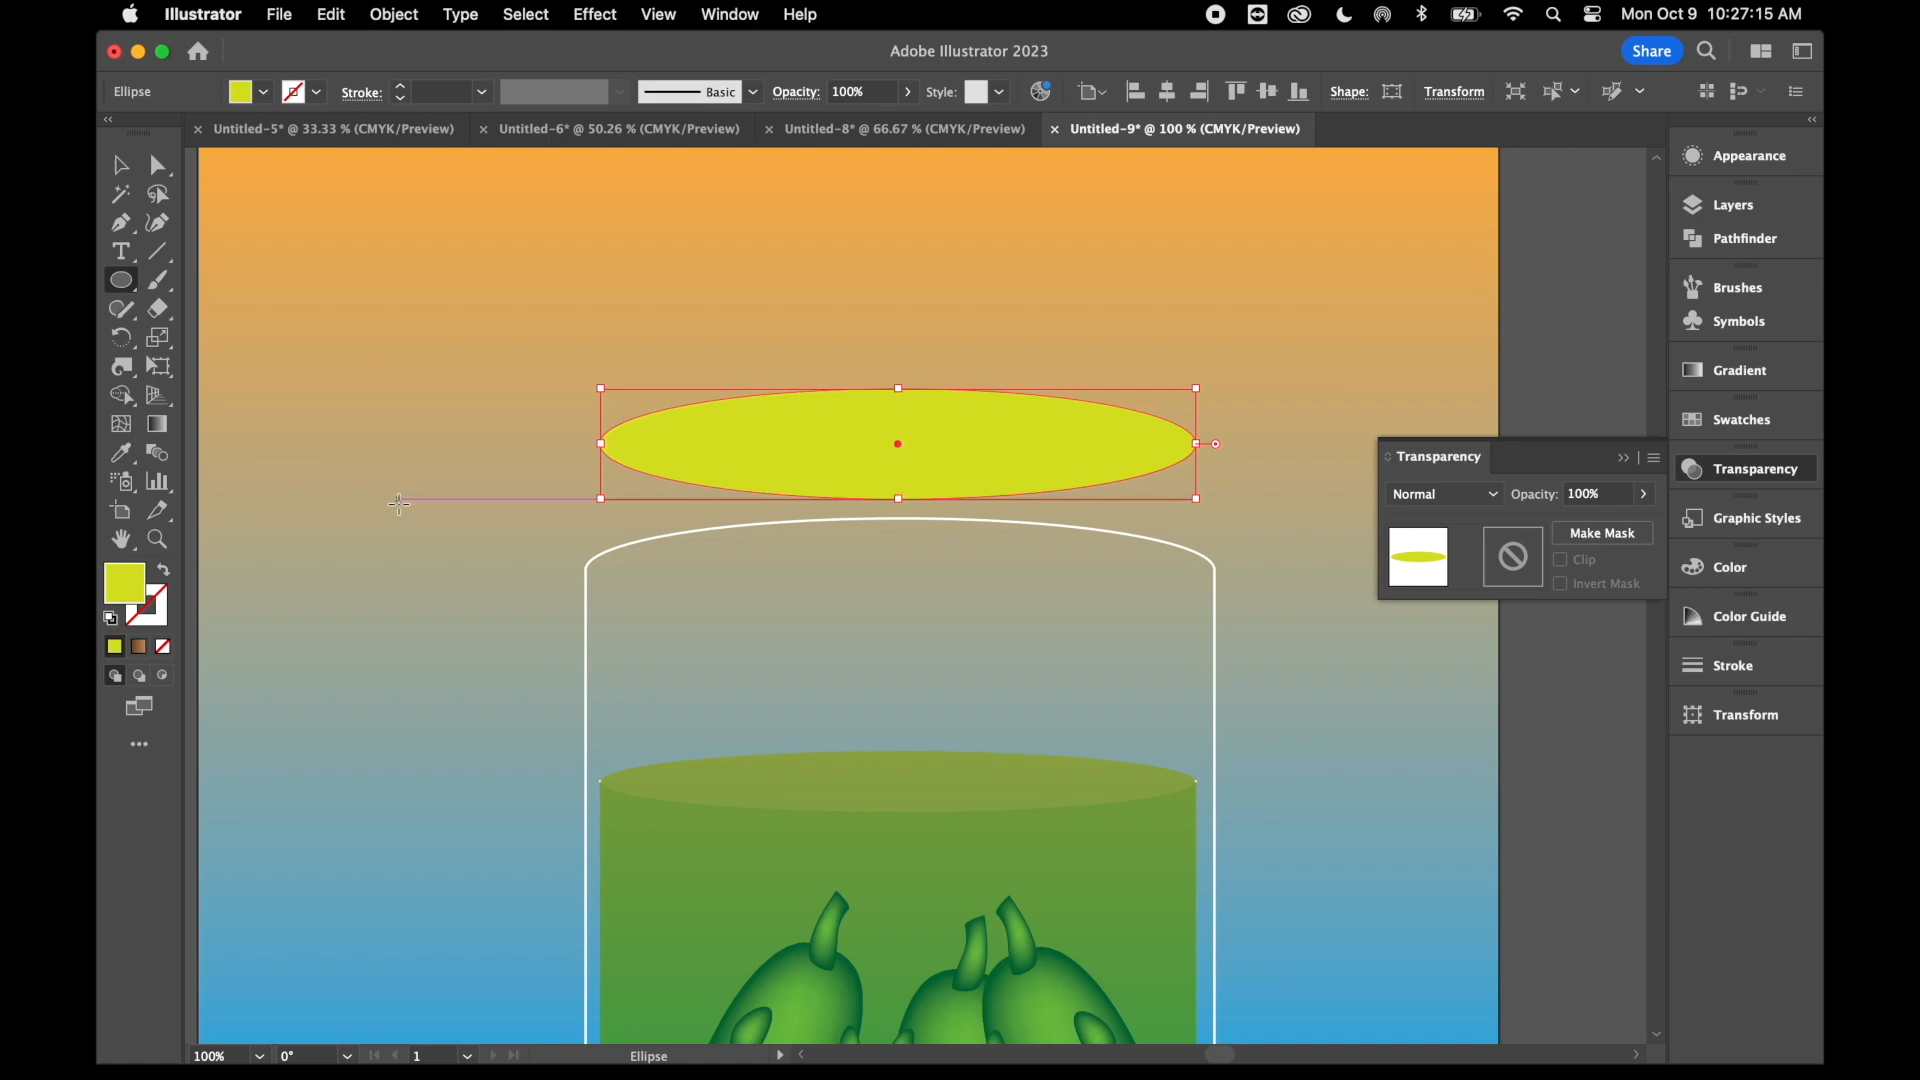 Illustrator File Edit Object Type Select Effect View Window Help Mon Oct 9 10:27:15 AM
Adobe Illustrator 2023 Share
Ellipse Stroke: Basic Opacity: 100% Style: Shape: Transform
Untitled-5* @ 33.33 % (CMYK/Preview) Untitled-6* @ 50.26 % (CMYK/Preview) Untitled-8* @ 66.67 % (CMYK/Preview) Untitled-9* @ 100 % (CMYK/Preview)
Appearance
Layers
Pathfinder
Brushes
Symbols
Gradient
Swatches
Transparency
Graphic Styles
Color
Color Guide
Stroke
Transform
Transparency
Normal Opacity: 100%
Make Mask
Clip
Invert Mask
100% 0° 1 Ellipse